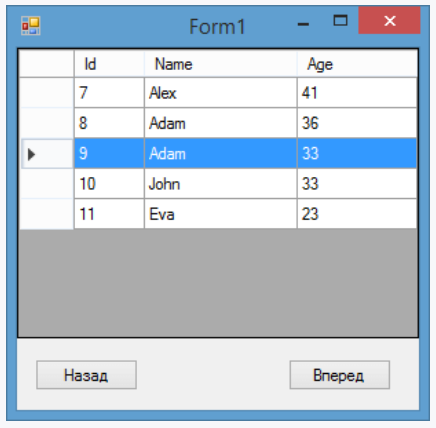 Form1
Id Name Age
7 Alex 41
8 Adam 36
9 Adam 33
10 John 33
11 Eva 23
Назад Вперед